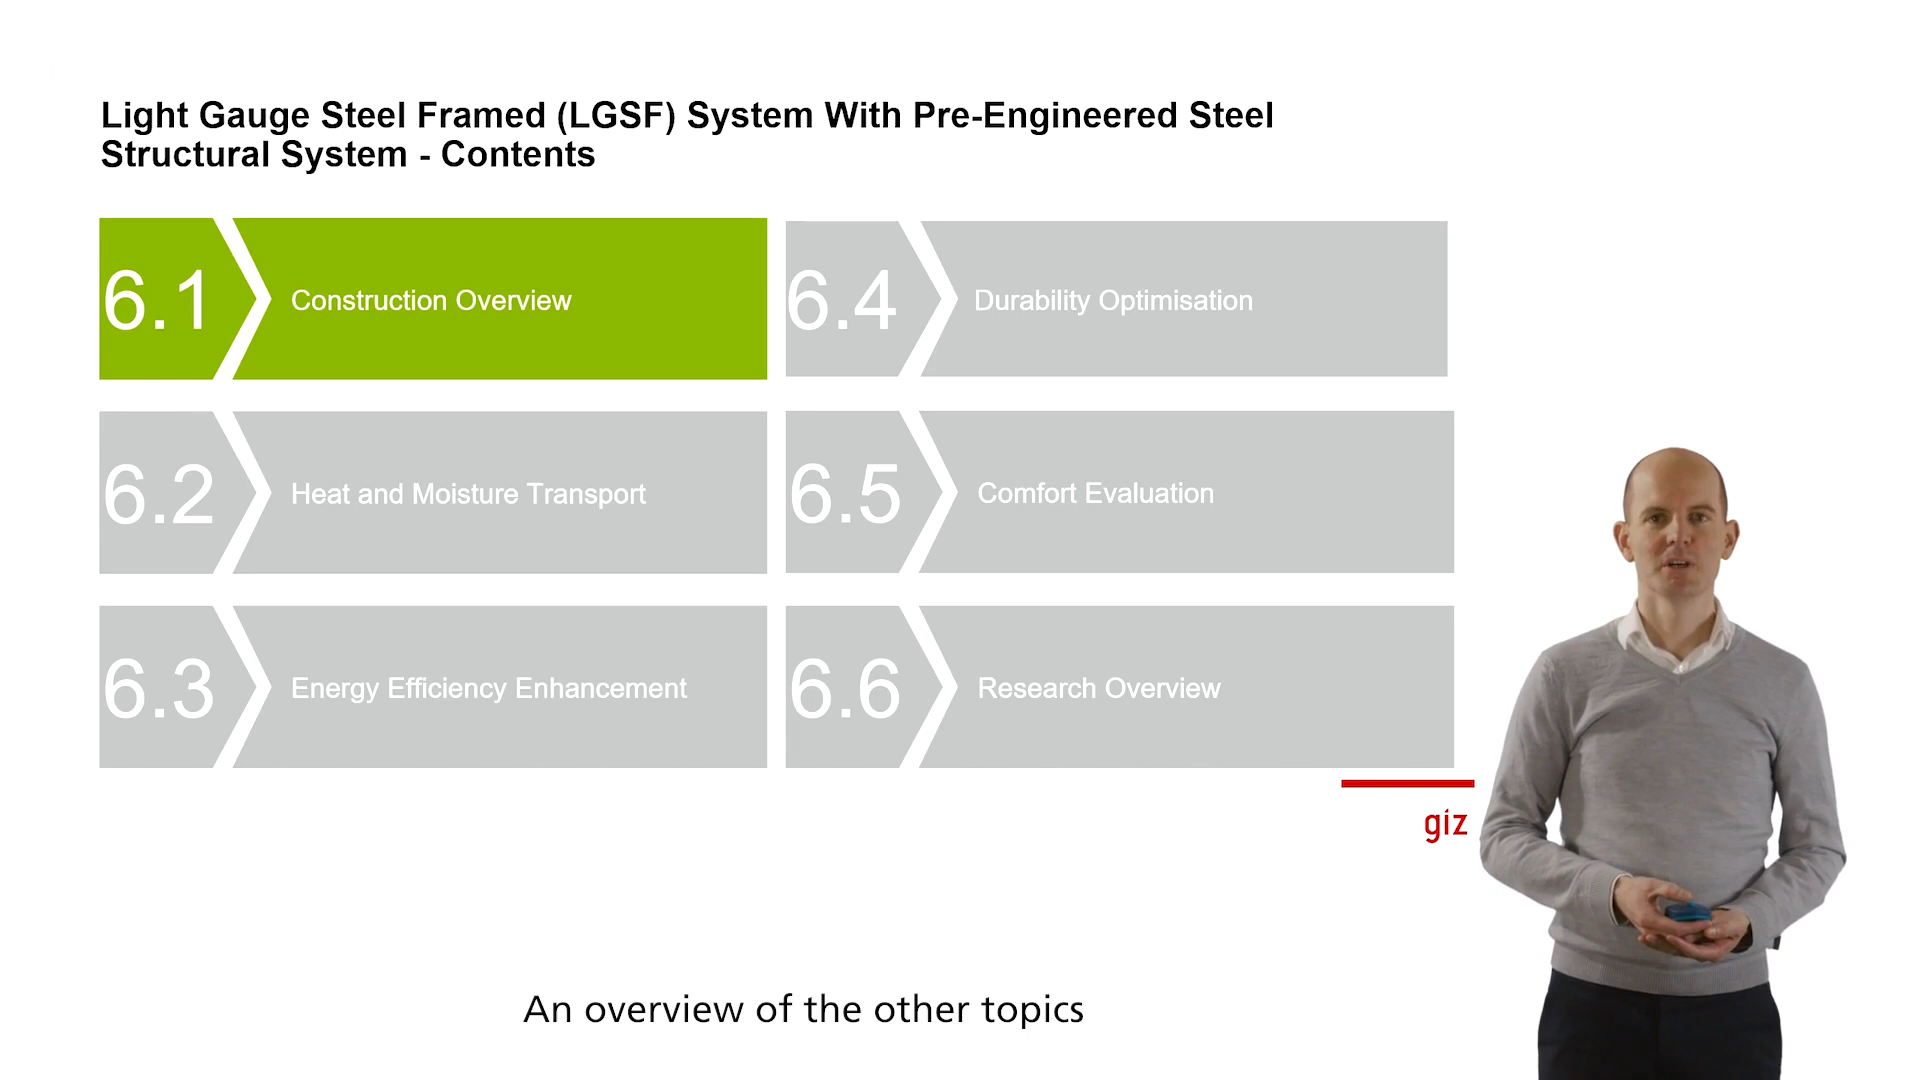 Light Gauge Steel Framed (LGSF) System With Pre-Engineered Steel
Structural System - Contents
6.1 Construction Overview
6.2 Heat and Moisture Transport
6.3 Energy Efficiency Enhancement
6.4 Durability Optimisation
6.5 Comfort Evaluation
6.6 Research Overview
giz
An overview of the other topics